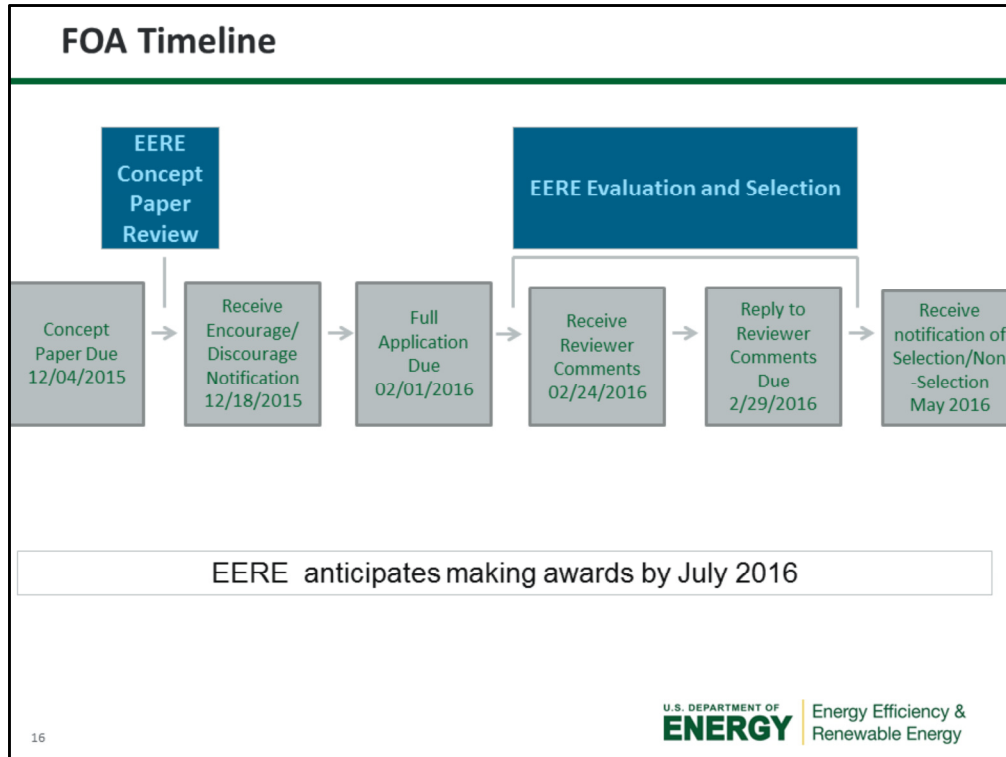 FOA Timeline
EERE
Concept
Paper
Review
EERE Evaluation and Selection
Concept
Paper Due
12/04/2015
Receive
Encourage/
Discourage
Notification
12/18/2015
Full
Application
Due
02/01/2016
Receive
Reviewer
Comments
02/24/2016
Reply to
Reviewer
Comments
Due
2/29/2016
Receive
notification of
Selection/Non
-Selection
May 2016
EERE anticipates making awards by July 2016
16
U.S. DEPARTMENT OF
ENERGY
Energy Efficiency &
Renewable Energy